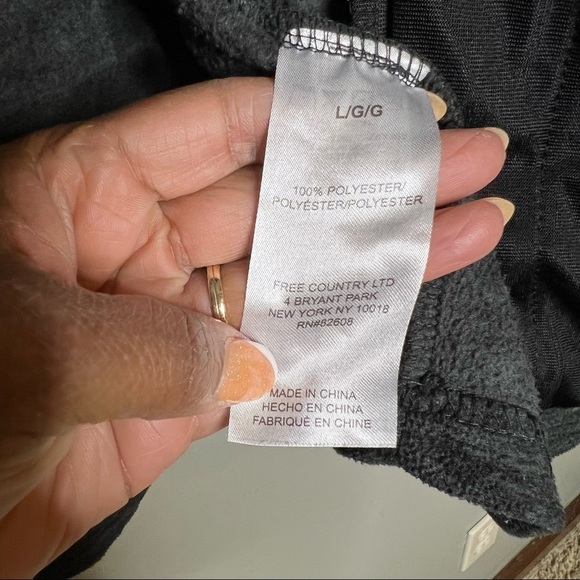 L/G/G
100% POLYESTER/
POLYÉSTER/POLYESTER
FREE COUNTRY LTD
4 BRYANT PARK
NEW YORK NY 10018
RN#82608
MADE IN CHINA
HECHO EN CHINA
FABRIQUÉ EN CHINE